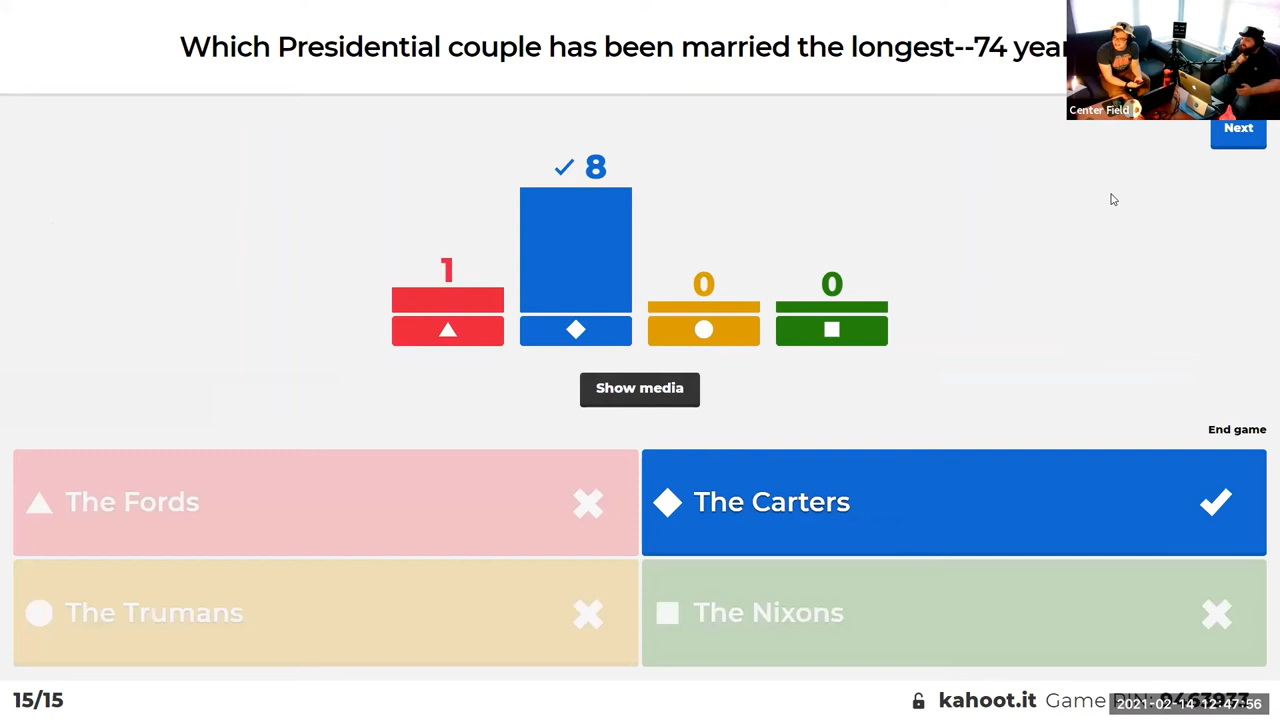 Which Presidential couple has been married the longest--74 year
Center Field
Next
1
8
0
0
Show media
End game
The Fords
The Carters
The Trumans
The Nixons
15/15
kahoot.it Game PIN:
2021-02-14 12:47:56